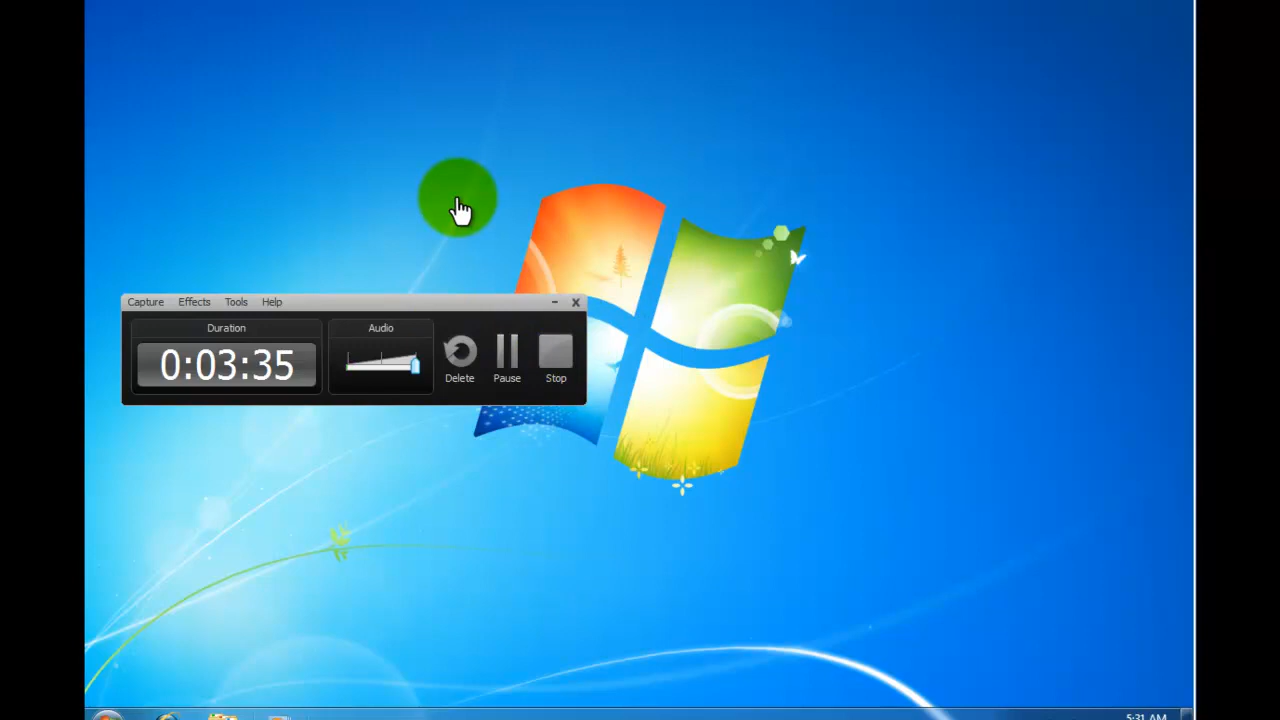 Capture Effects Tools Help
Duration
Audio
0:03:35
Delete Pause Stop
5:31 AM